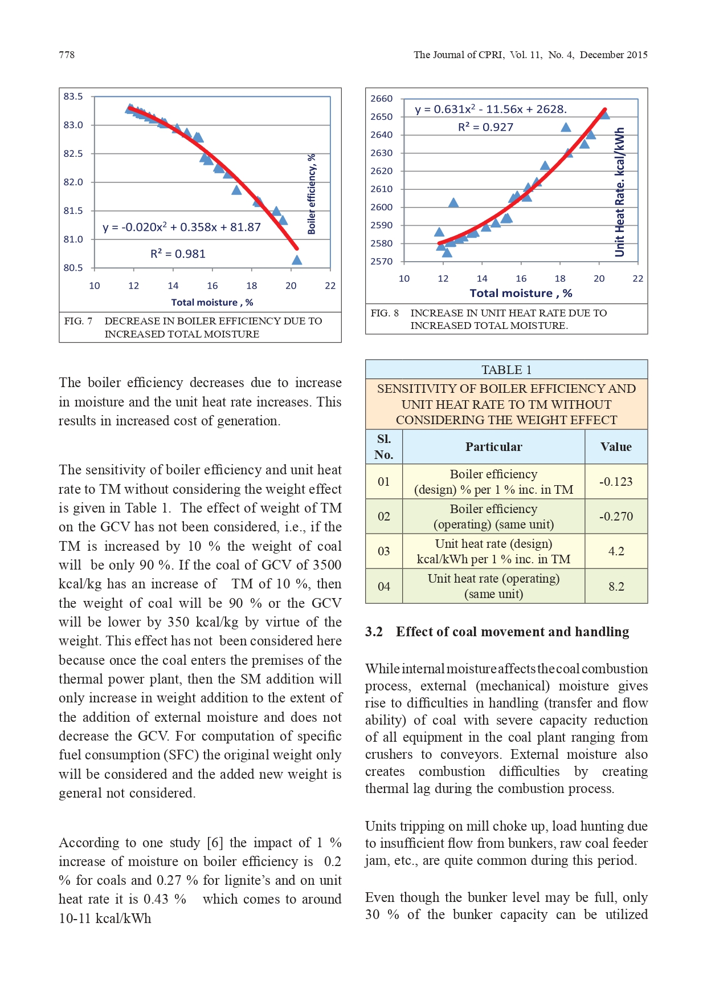 778
The Journal of CPRI, Vol. 11, No. 4, December 2015
83.5
83.0
82.5
82.0
81.5
81.0
80.5
Boiler efficiency, %
y = -0.020x² + 0.358x + 81.87
R² = 0.981
10 12 14 16 18 20 22
Total moisture , %
FIG. 7 DECREASE IN BOILER EFFICIENCY DUE TO
INCREASED TOTAL MOISTURE
The boiler efficiency decreases due to increase
in moisture and the unit heat rate increases. This
results in increased cost of generation.
The sensitivity of boiler efficiency and unit heat
rate to TM without considering the weight effect
is given in Table 1. The effect of weight of TM
on the GCV has not been considered, i.e., if the
TM is increased by 10 % the weight of coal
will be only 90 %. If the coal of GCV of 3500
kcal/kg has an increase of TM of 10 %, then
the weight of coal will be 90 % or the GCV
will be lower by 350 kcal/kg by virtue of the
weight. This effect has not been considered here
because once the coal enters the premises of the
thermal power plant, then the SM addition will
only increase in weight addition to the extent of
the addition of external moisture and does not
decrease the GCV. For computation of specific
fuel consumption (SFC) the original weight only
will be considered and the added new weight is
general not considered.
According to one study [6] the impact of 1 %
increase of moisture on boiler efficiency is 0.2
% for coals and 0.27 % for lignite’s and on unit
heat rate it is 0.43 % which comes to around
10-11 kcal/kWh
2660
2650
2640
2630
2620
2610
2600
2590
2580
2570
y = 0.631x² - 11.56x + 2628.
R² = 0.927
Unit Heat Rate. kcal/kWh
10 12 14 16 18 20 22
Total moisture , %
FIG. 8 INCREASE IN UNIT HEAT RATE DUE TO
INCREASED TOTAL MOISTURE.
TABLE 1
SENSITIVITY OF BOILER EFFICIENCY AND
UNIT HEAT RATE TO TM WITHOUT
CONSIDERING THE WEIGHT EFFECT
Sl.
No.
Particular
Value
01
Boiler efficiency
(design) % per 1 % inc. in TM
-0.123
02
Boiler efficiency
(operating) (same unit)
-0.270
03
Unit heat rate (design)
kcal/kWh per 1 % inc. in TM
4.2
04
Unit heat rate (operating)
(same unit)
8.2
3.2 Effect of coal movement and handling
While internal moisture affects the coal combustion
process, external (mechanical) moisture gives
rise to difficulties in handling (transfer and flow
ability) of coal with severe capacity reduction
of all equipment in the coal plant ranging from
crushers to conveyors. External moisture also
creates combustion difficulties by creating
thermal lag during the combustion process.
Units tripping on mill choke up, load hunting due
to insufficient flow from bunkers, raw coal feeder
jam, etc., are quite common during this period.
Even though the bunker level may be full, only
30 % of the bunker capacity can be utilized